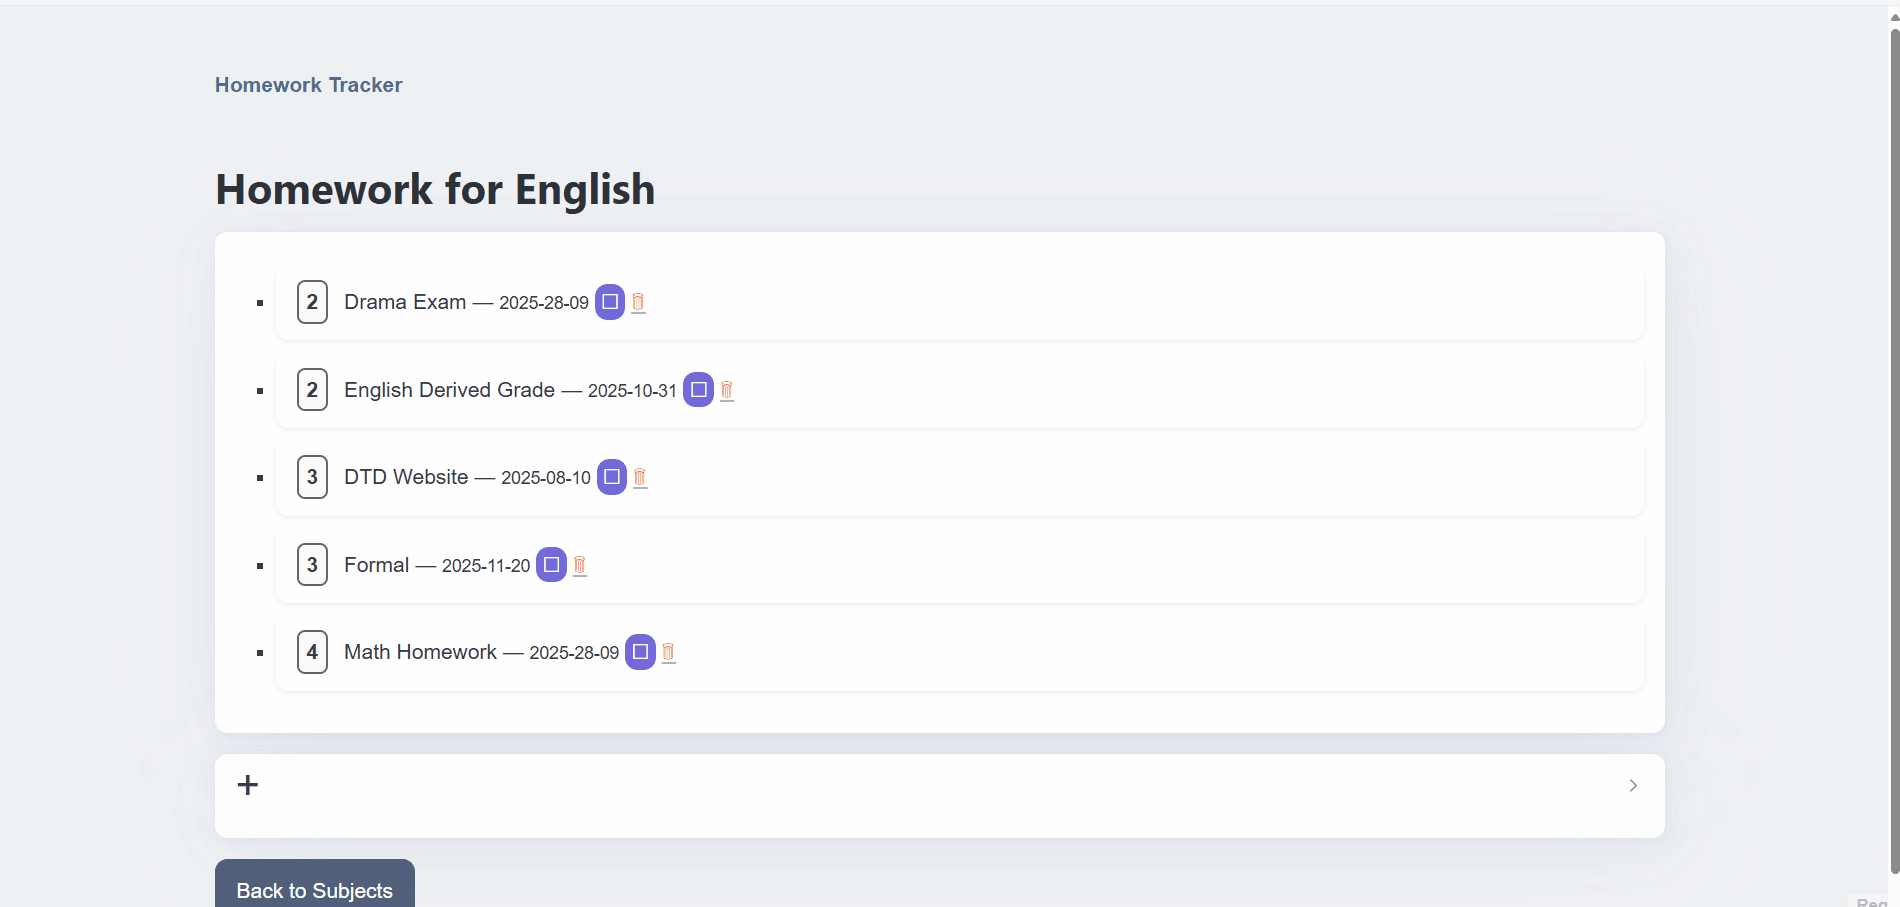 Homework Tracker
Homework for English
2 Drama Exam — 2025-28-09
2 English Derived Grade — 2025-10-31
3 DTD Website — 2025-08-10
3 Formal — 2025-11-20
4 Math Homework — 2025-28-09
+
Back to Subjects